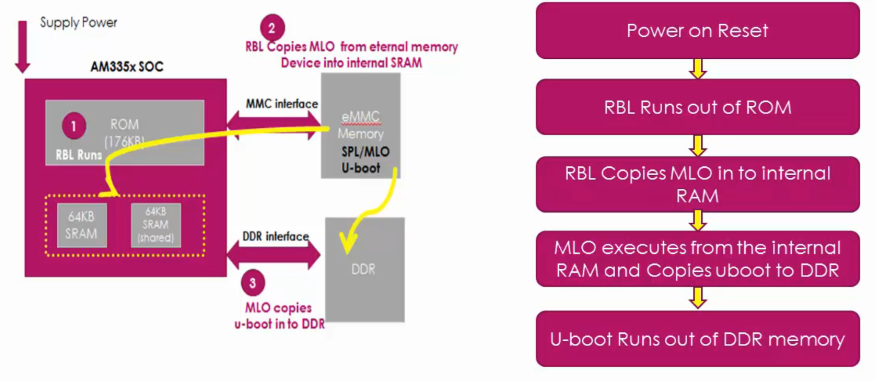 Supply Power
AM335x SOC
2
RBL Copies MLO from eternal memory
Device into internal SRAM
MMC interface
1
ROM
(176KB)
RBL Runs
eMMC
Memory
SPL/MLO
U-boot
64KB
SRAM
64KB
SRAM
(shared)
DDR interface
DDR
3
MLO copies
u-boot in to DDR
Power on Reset
RBL Runs out of ROM
RBL Copies MLO in to internal
RAM
MLO executes from the internal
RAM and Copies uboot to DDR
U-boot Runs out of DDR memory